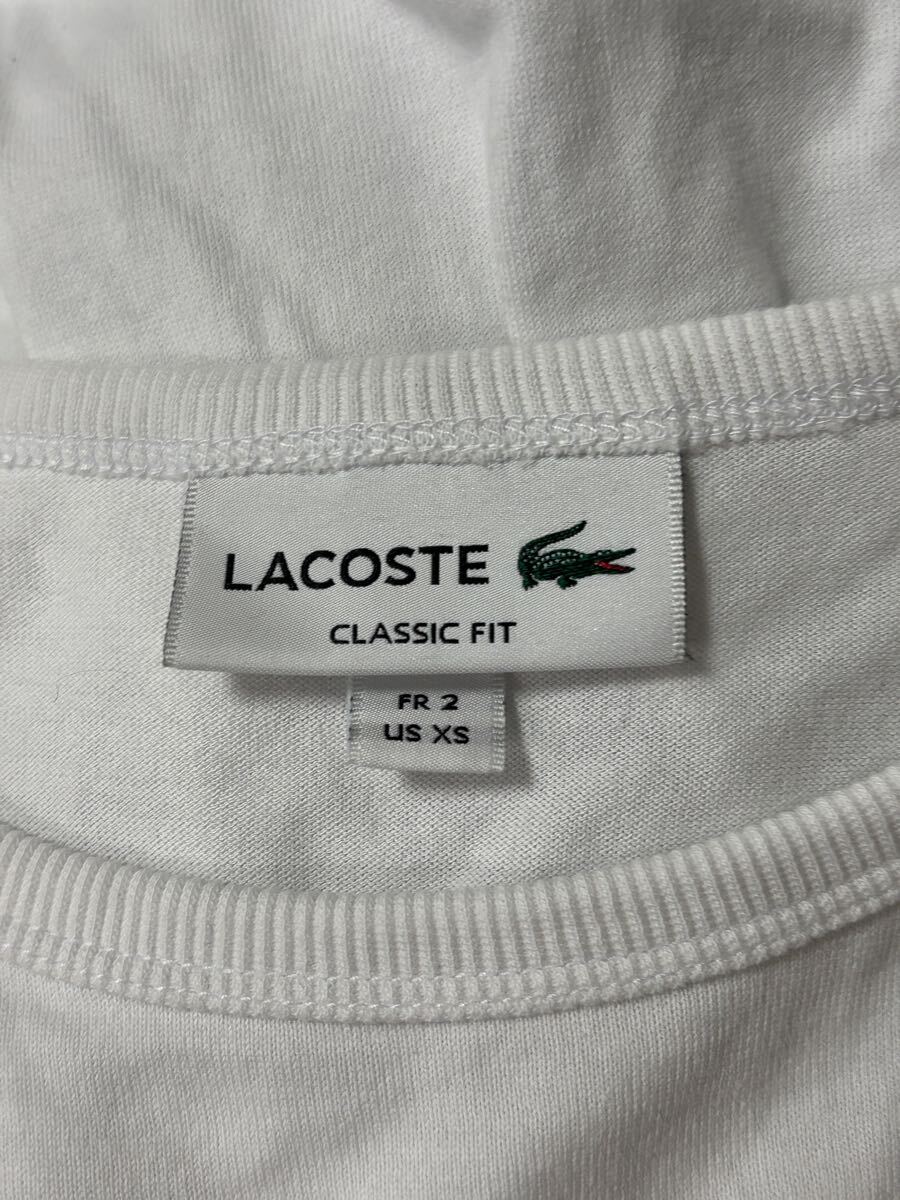 LACOSTE
CLASSIC FIT
FR 2
US XS